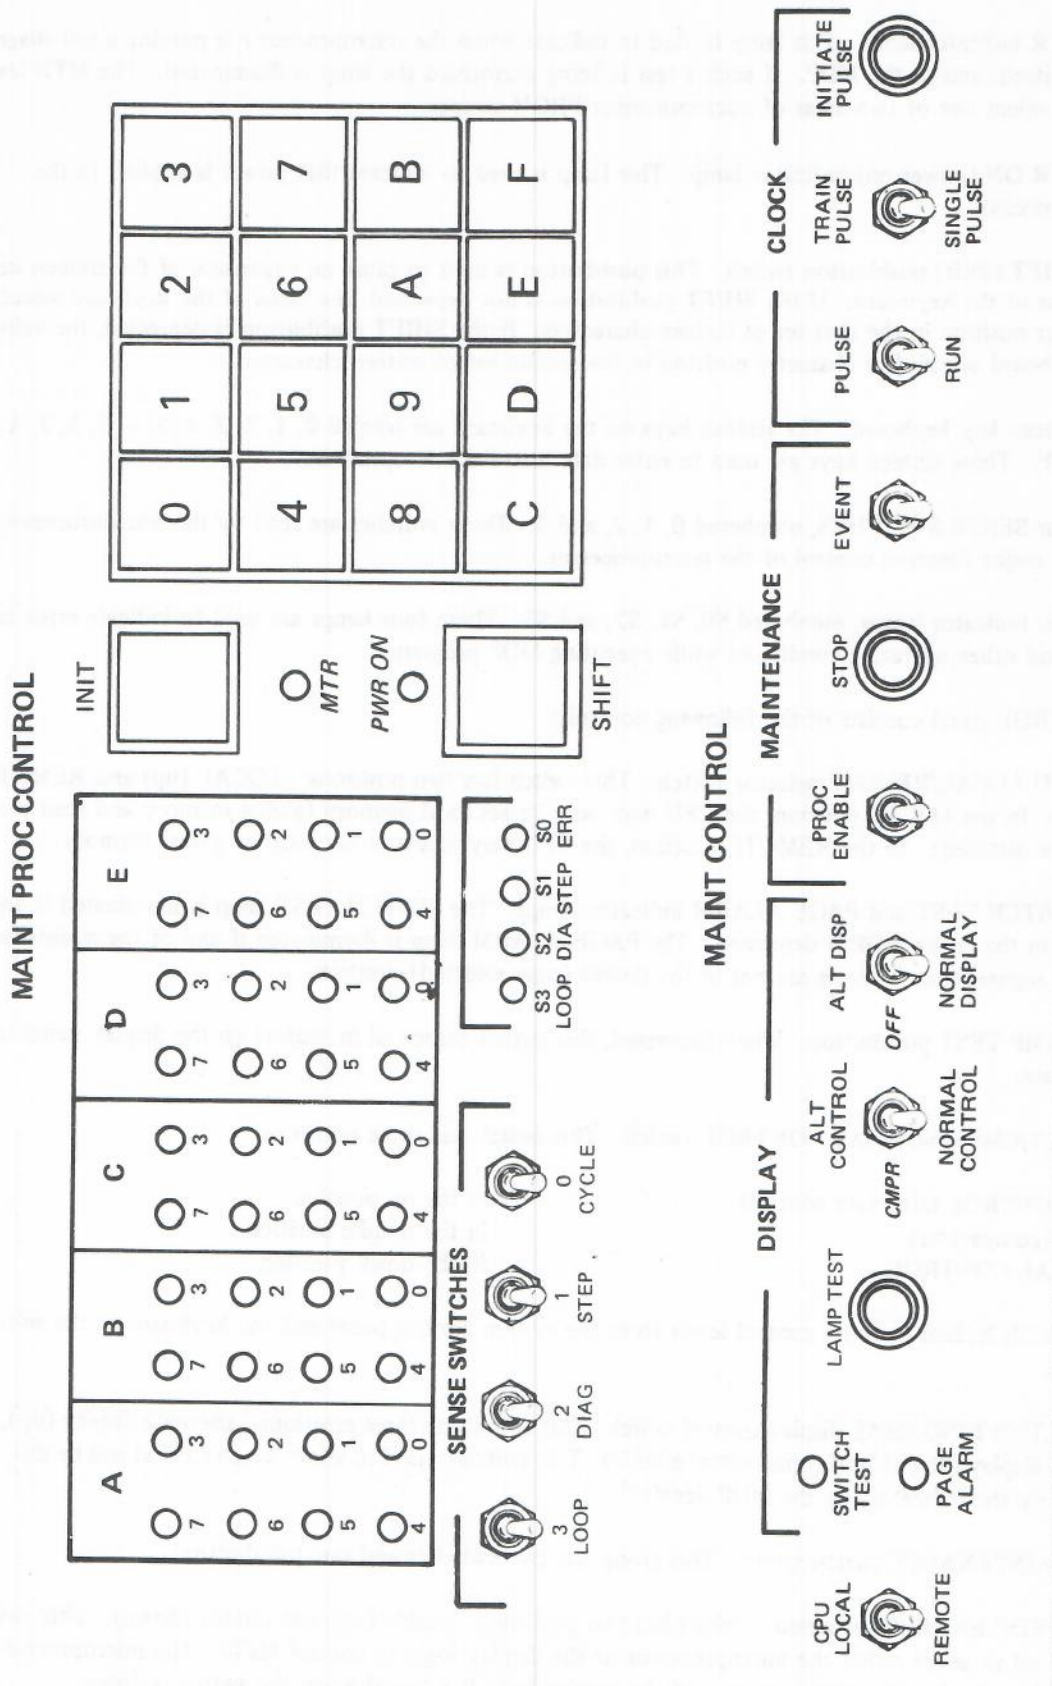 MAINT PROC CONTROL
A B C D E
7 3 7 3 7 3 7 3 7 3
6 2 6 2 6 2 6 2 6 2
5 1 5 1 5 1 5 1 5 1
4 0 4 0 4 0 4 0 4 0
SENSE SWITCHES
3 2 1 0
LOOP DIAG STEP CYCLE
S3 S2 S1 S0
LOOP DIA STEP ERR
INIT
MTR
PWR ON
SHIFT
0 1 2 3
4 5 6 7
8 9 A B
C D E F
MAINT CONTROL
DISPLAY
MAINTENANCE
CLOCK
CPU
LOCAL
REMOTE
SWITCH
TEST
PAGE
ALARM
LAMP TEST
ALT
CONTROL
CMPR
NORMAL
CONTROL
ALT DISP
OFF
NORMAL
DISPLAY
PROC
ENABLE
STOP
EVENT
PULSE
RUN
TRAIN
PULSE
SINGLE
PULSE
INITIATE
PULSE